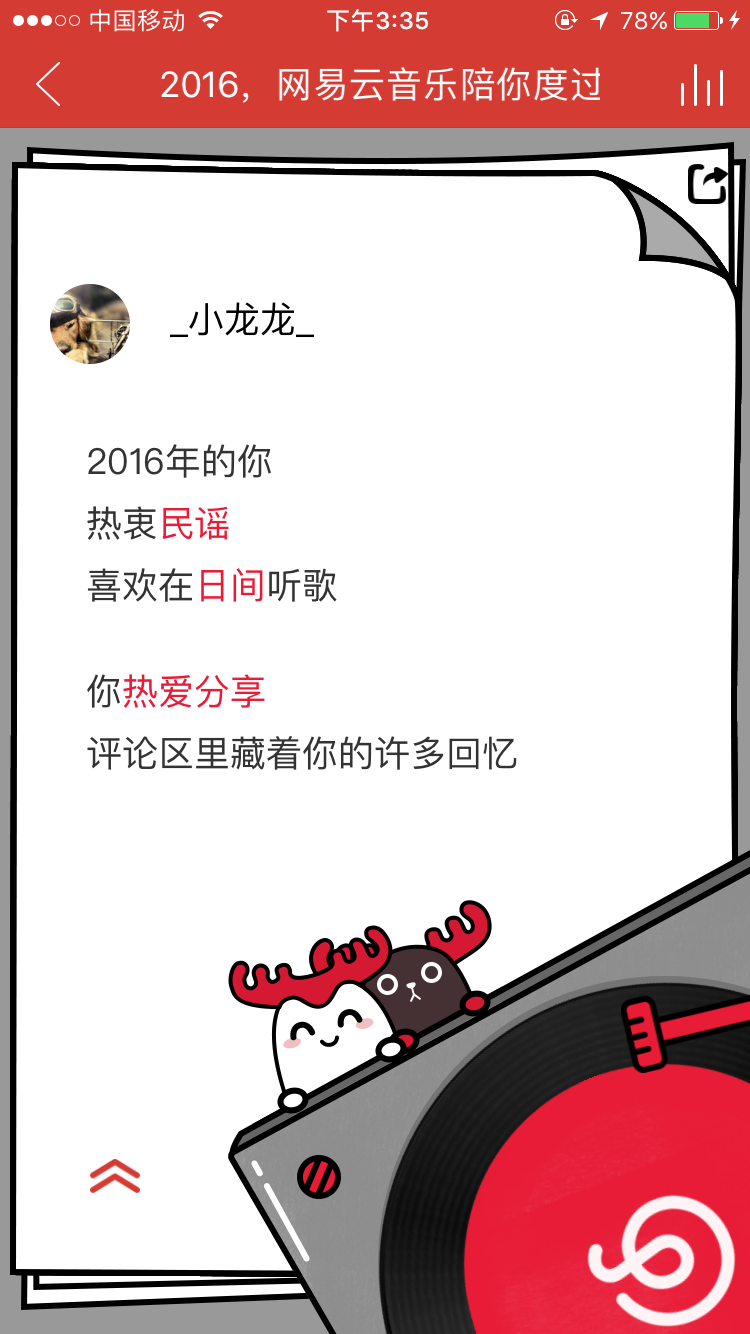 中国移动
下午3:35
78%
2016，网易云音乐陪你度过
_小龙龙_
2016年的你
热衷民谣
喜欢在日间听歌
你热爱分享
评论区里藏着你的许多回忆